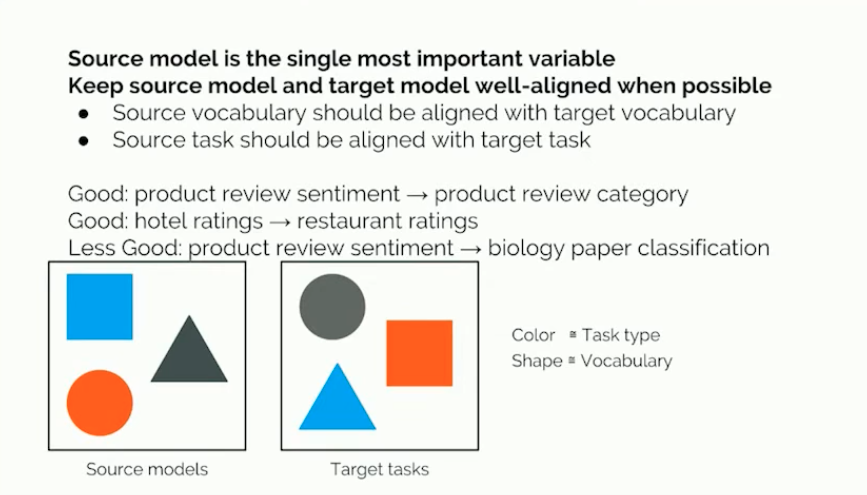 Source model is the single most important variable
Keep source model and target model well-aligned when possible
● Source vocabulary should be aligned with target vocabulary
● Source task should be aligned with target task
Good: product review sentiment → product review category
Good: hotel ratings → restaurant ratings
Less Good: product review sentiment → biology paper classification
Color ≅ Task type
Shape ≅ Vocabulary
Source models
Target tasks